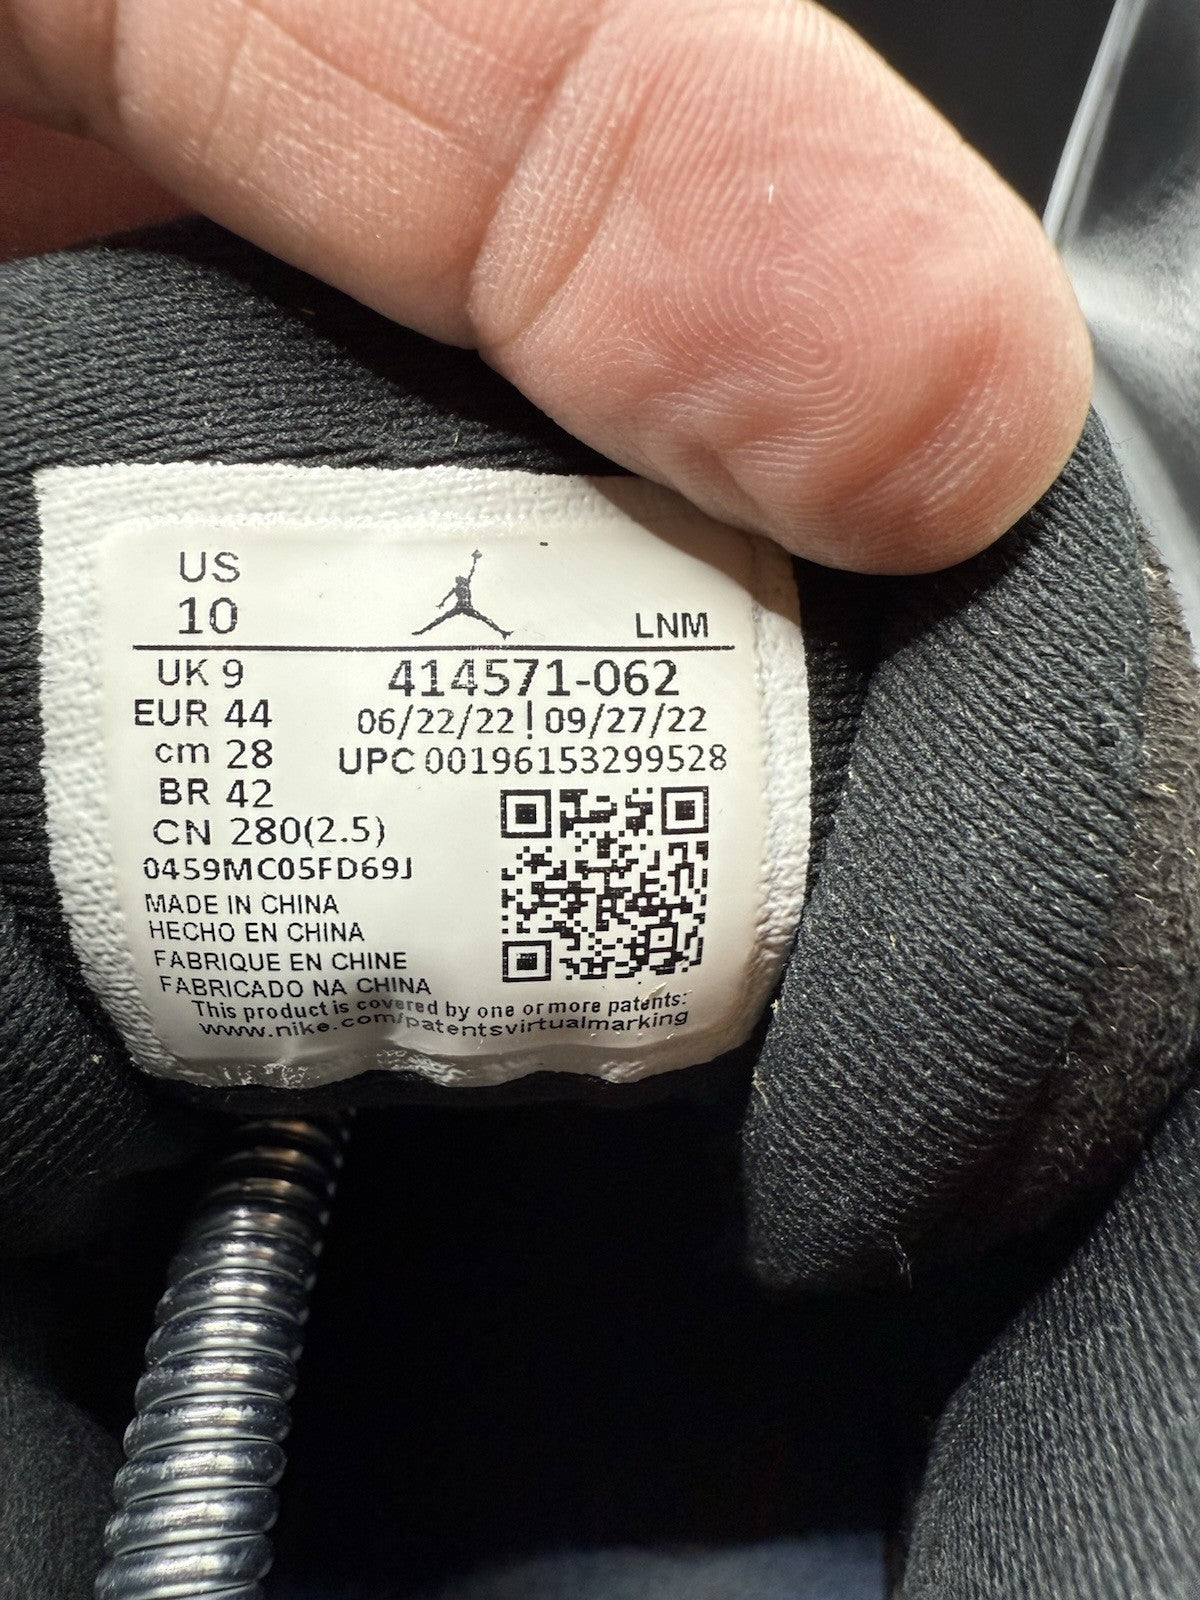 US
10
LNM
UK 9
414571-062
EUR 44
06/22/22 | 09/27/22
cm 28
UPC 00196153299528
BR 42
CN 280(2.5)
0459MC05FD69J
MADE IN CHINA
HECHO EN CHINA
FABRIQUE EN CHINE
FABRICADO NA CHINA
This product is covered by one or more patents:
www.nike.com/patentsvirtualmarking